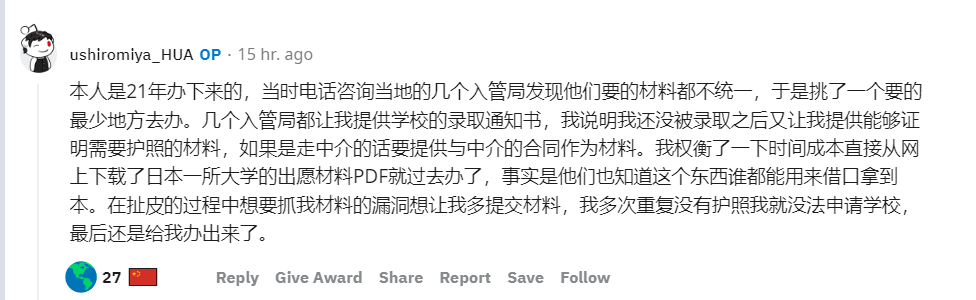 ushiromiya_HUA OP · 15 hr. ago
本人是21年办下来的，当时电话咨询当地的几个入管局发现他们要的材料都不统一，于是挑了一个要的
最少地方去办。几个入管局都让我提供学校的录取通知书，我说明我还没被录取之后又让我提供能够证
明需要护照的材料，如果是走中介的话要提供与中介的合同作为材料。我权衡了一下时间成本直接从网
上下载了日本一所大学的出愿材料PDF就过去办了，事实是他们也知道这个东西谁都能用来借口拿到
本。在扯皮的过程中想要抓我材料的漏洞想让我多提交材料，我多次重复没有护照我就没法申请学校，
最后还是给我办出来了。
27 Reply Give Award Share Report Save Follow